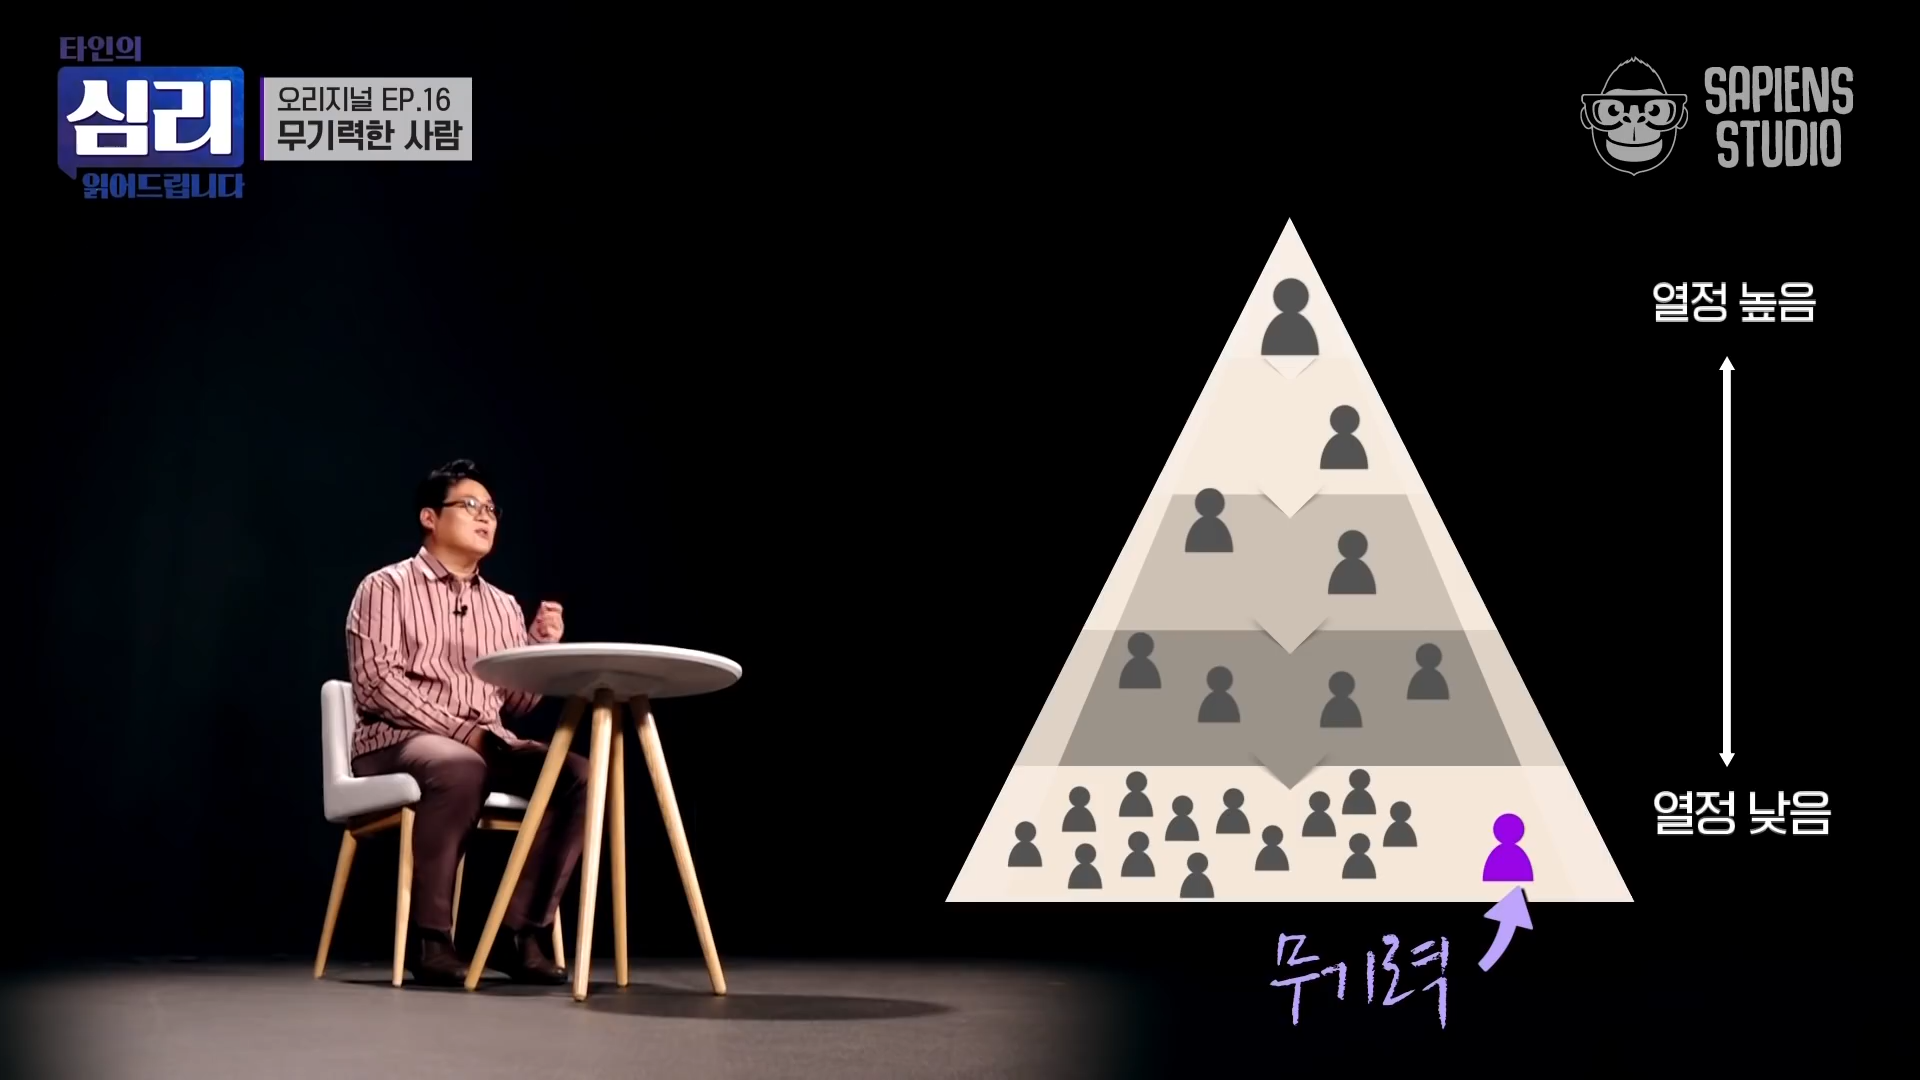 타인의
심리
읽어드립니다
오리지널 EP.16
무기력한 사람
SAPIENS
STUDIO
열정 높음
열정 낮음
무기력